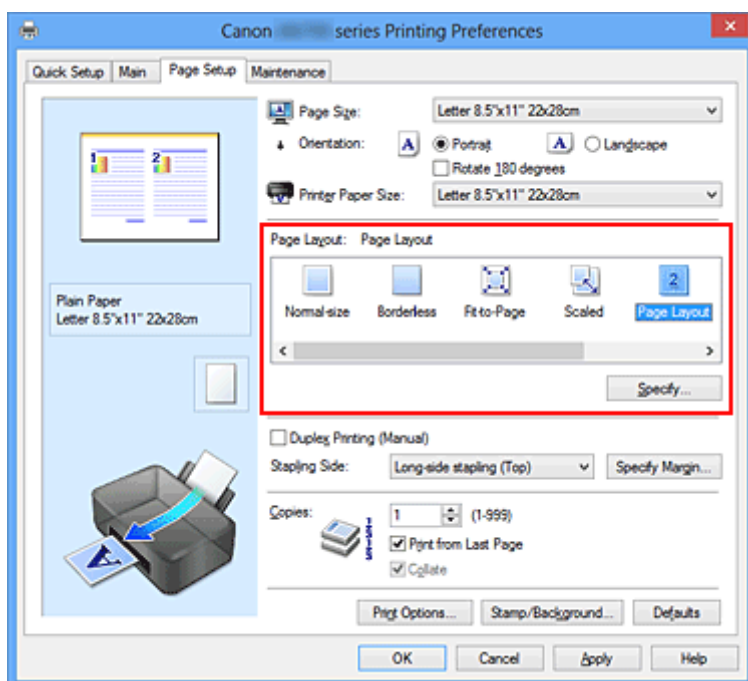 Canon series Printing Preferences
Quick Setup Main Page Setup Maintenance
Page Size: Letter 8.5"x11" 22x28cm
Orientation: A Portrait A Landscape
Rotate 180 degrees
Printer Paper Size: Letter 8.5"x11" 22x28cm
1 2
Plain Paper
Letter 8.5"x11" 22x28cm
Page Layout: Page Layout
2
Normal-size Borderless Fit-to-Page Scaled Page Layout
Specify...
Duplex Printing (Manual)
Stapling Side: Long-side stapling (Top) Specify Margin...
Copies: 1 (1-999)
Print from Last Page
Collate
A
Print Options... Stamp/Background... Defaults
OK Cancel Apply Help